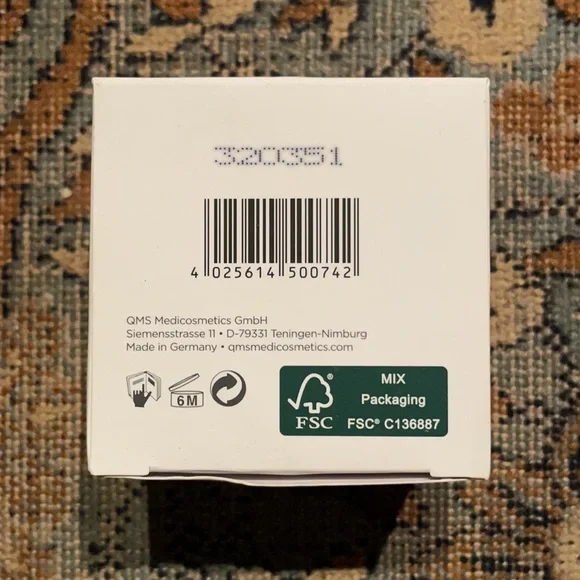 320351
4 025614 500742
QMS Medicosmetics GmbH
Siemensstrasse 11 • D-79331 Teningen-Nimburg
Made in Germany • qmsmedicosmetics.com
6M
FSC
MIX
Packaging
FSC® C136887